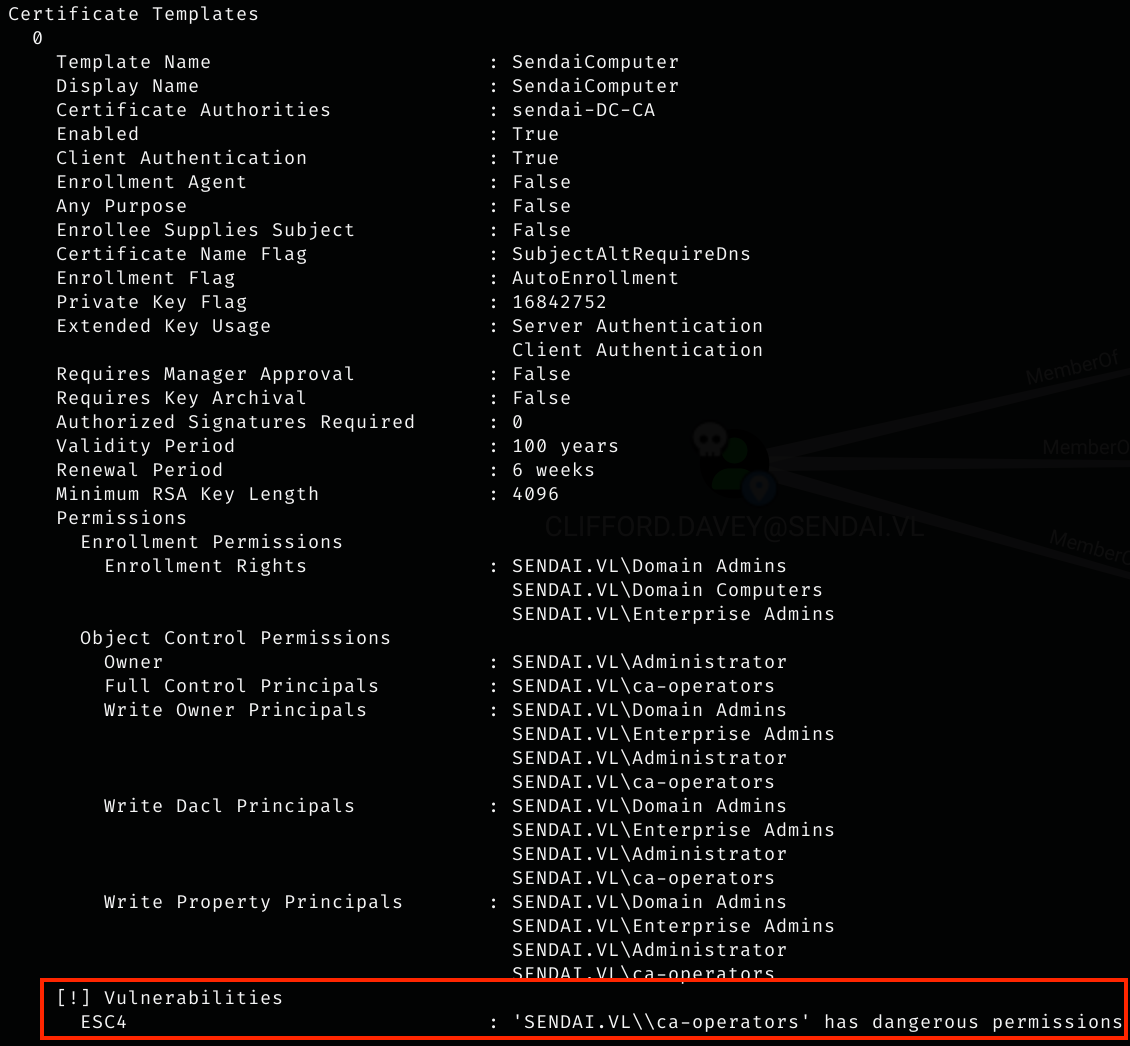 Certificate Templates
0
Template Name : SendaiComputer
Display Name : SendaiComputer
Certificate Authorities : sendai-DC-CA
Enabled : True
Client Authentication : True
Enrollment Agent : False
Any Purpose : False
Enrollee Supplies Subject : False
Certificate Name Flag : SubjectAltRequireDns
Enrollment Flag : AutoEnrollment
Private Key Flag : 16842752
Extended Key Usage : Server Authentication
Client Authentication
Requires Manager Approval : False
Requires Key Archival : False
Authorized Signatures Required : 0
Validity Period : 100 years
Renewal Period : 6 weeks
Minimum RSA Key Length : 4096
Permissions
Enrollment Permissions
Enrollment Rights : SENDAI.VL\Domain Admins
SENDAI.VL\Domain Computers
SENDAI.VL\Enterprise Admins
Object Control Permissions
Owner : SENDAI.VL\Administrator
Full Control Principals : SENDAI.VL\ca-operators
Write Owner Principals : SENDAI.VL\Domain Admins
SENDAI.VL\Enterprise Admins
SENDAI.VL\Administrator
SENDAI.VL\ca-operators
Write Dacl Principals : SENDAI.VL\Domain Admins
SENDAI.VL\Enterprise Admins
SENDAI.VL\Administrator
SENDAI.VL\ca-operators
Write Property Principals : SENDAI.VL\Domain Admins
SENDAI.VL\Enterprise Admins
SENDAI.VL\Administrator
SENDAI.VL\ca-operators
[!] Vulnerabilities
ESC4 : 'SENDAI.VL\\ca-operators' has dangerous permissions
MemberOf
MemberO
CLIFFORD.DAVEY@SENDAI.VL
Member